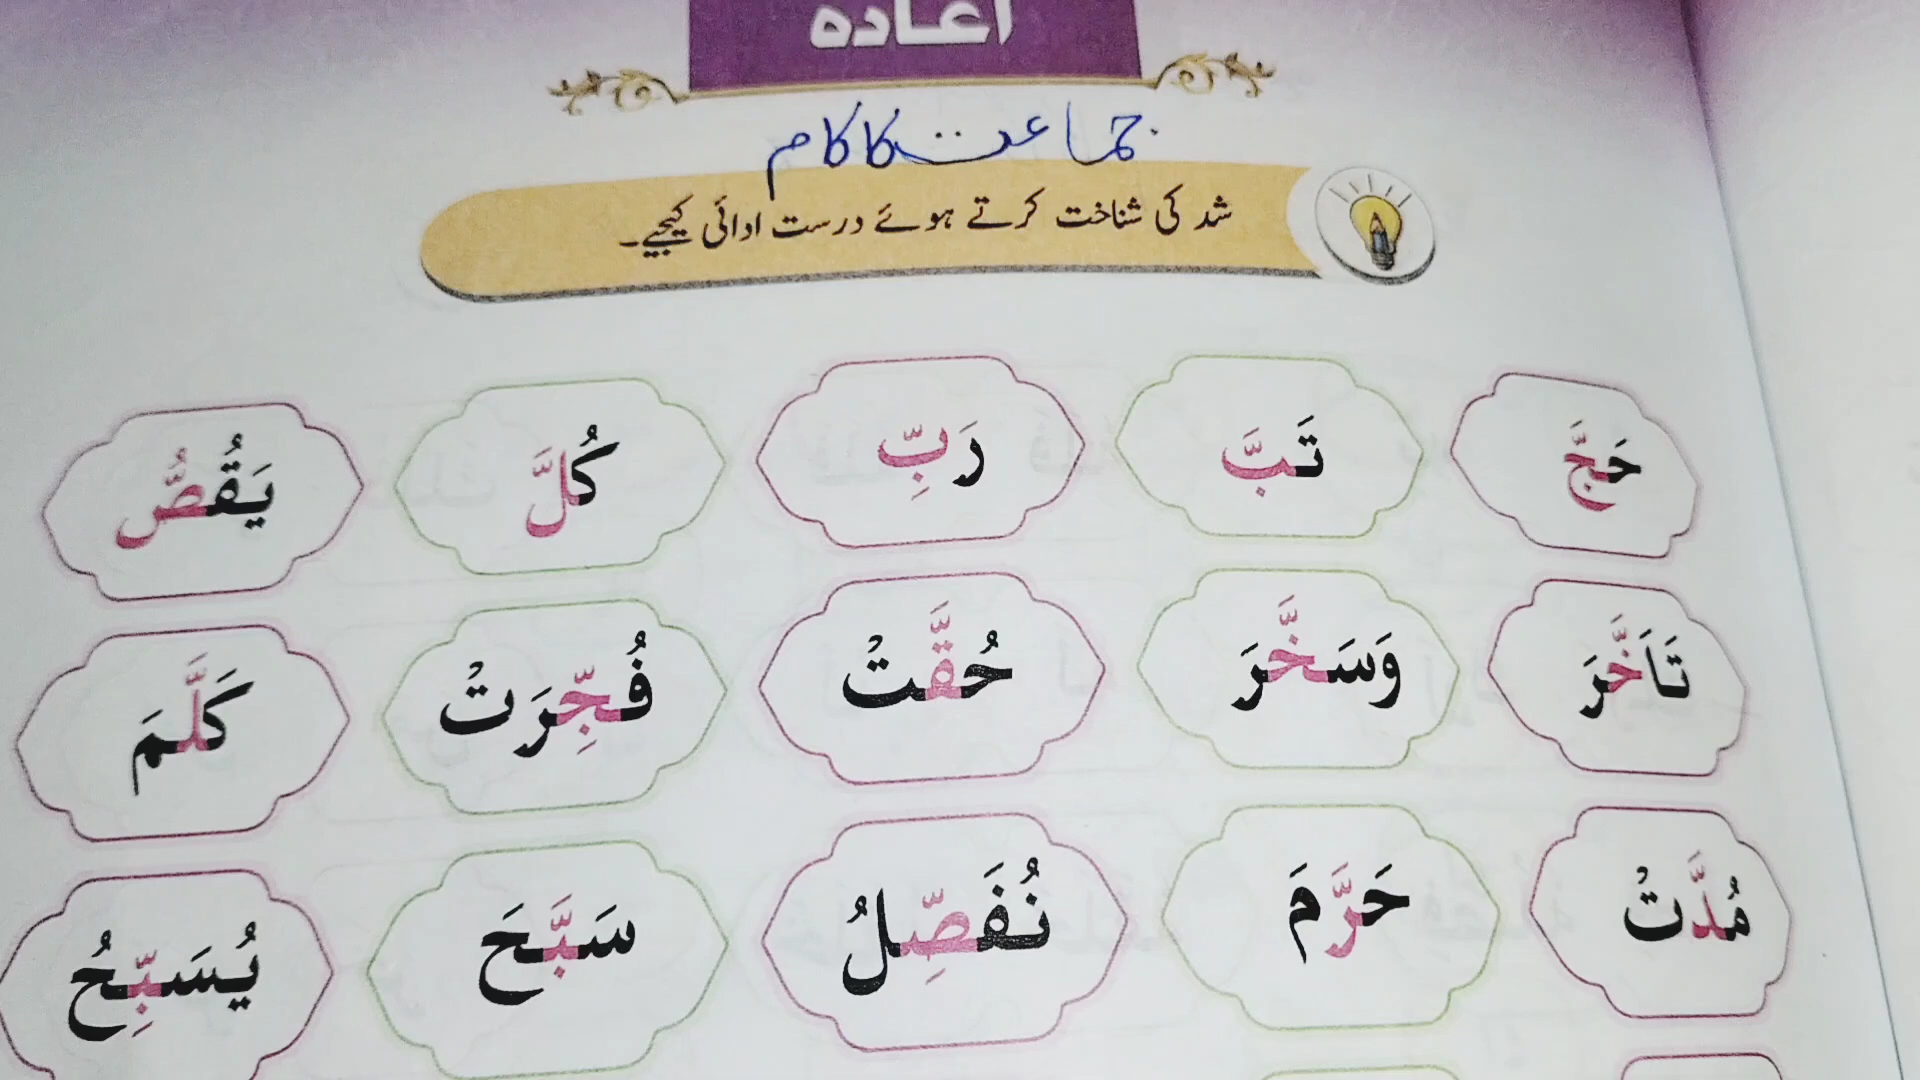 اعادہ
جماعت کا کام
شد کی شناخت کرتے ہوئے درست ادائی کیجیے۔
حَجَّ تَبَّ رَبِّ كُلَّ يَقُصُّ
تَاَخَّرَ وَسَخَّرَ حُقَّتْ فُجِّرَتْ كَلَّمَ
مُدَّتْ حَرَّمَ نُفَصِّلُ سَبَّحَ يُسَبِّحُ